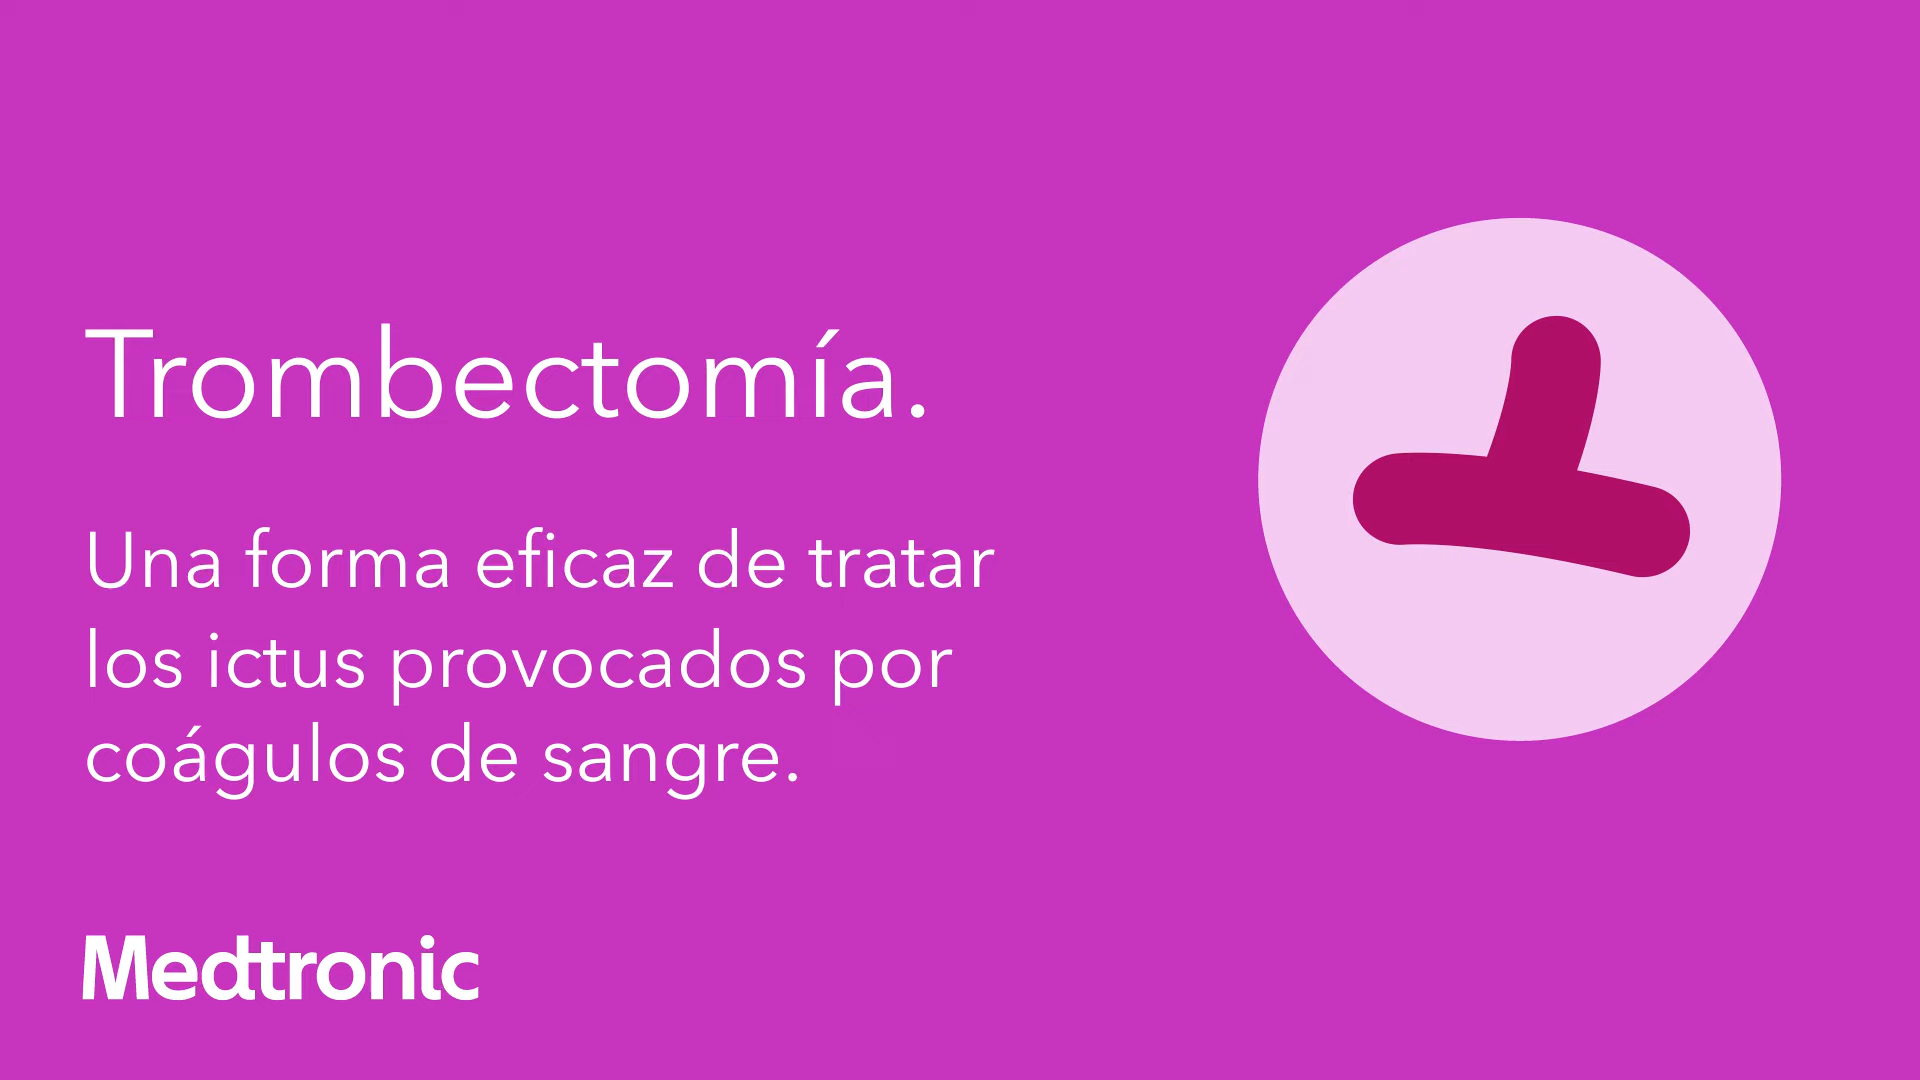 Trombectomía.
Una forma eficaz de tratar
los ictus provocados por
coágulos de sangre.
Medtronic